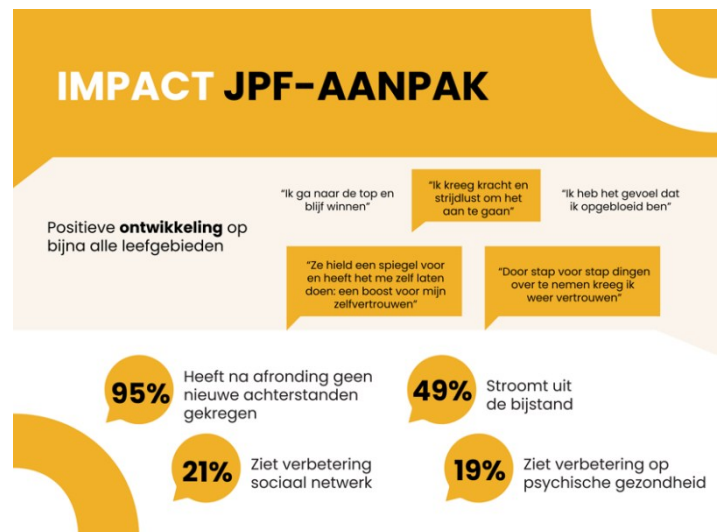 IMPACT JPF-AANPAK
Positieve ontwikkeling op
bijna alle leefgebieden
"Ik ga naar de top en
blijf winnen"
"Ik kreeg kracht en
strijdlust om het
aan te gaan"
"Ik heb het gevoel dat
ik opgebloeid ben"
"Ze hield een spiegel voor
en heeft het me zelf laten
doen: een boost voor mijn
zelfvertrouwen"
"Door stap voor stap dingen
over te nemen kreeg ik
weer vertrouwen"
95%
Heeft na afronding geen
nieuwe achterstanden
gekregen
49%
Stroomt uit
de bijstand
21%
Ziet verbetering
sociaal netwerk
19%
Ziet verbetering op
psychische gezondheid